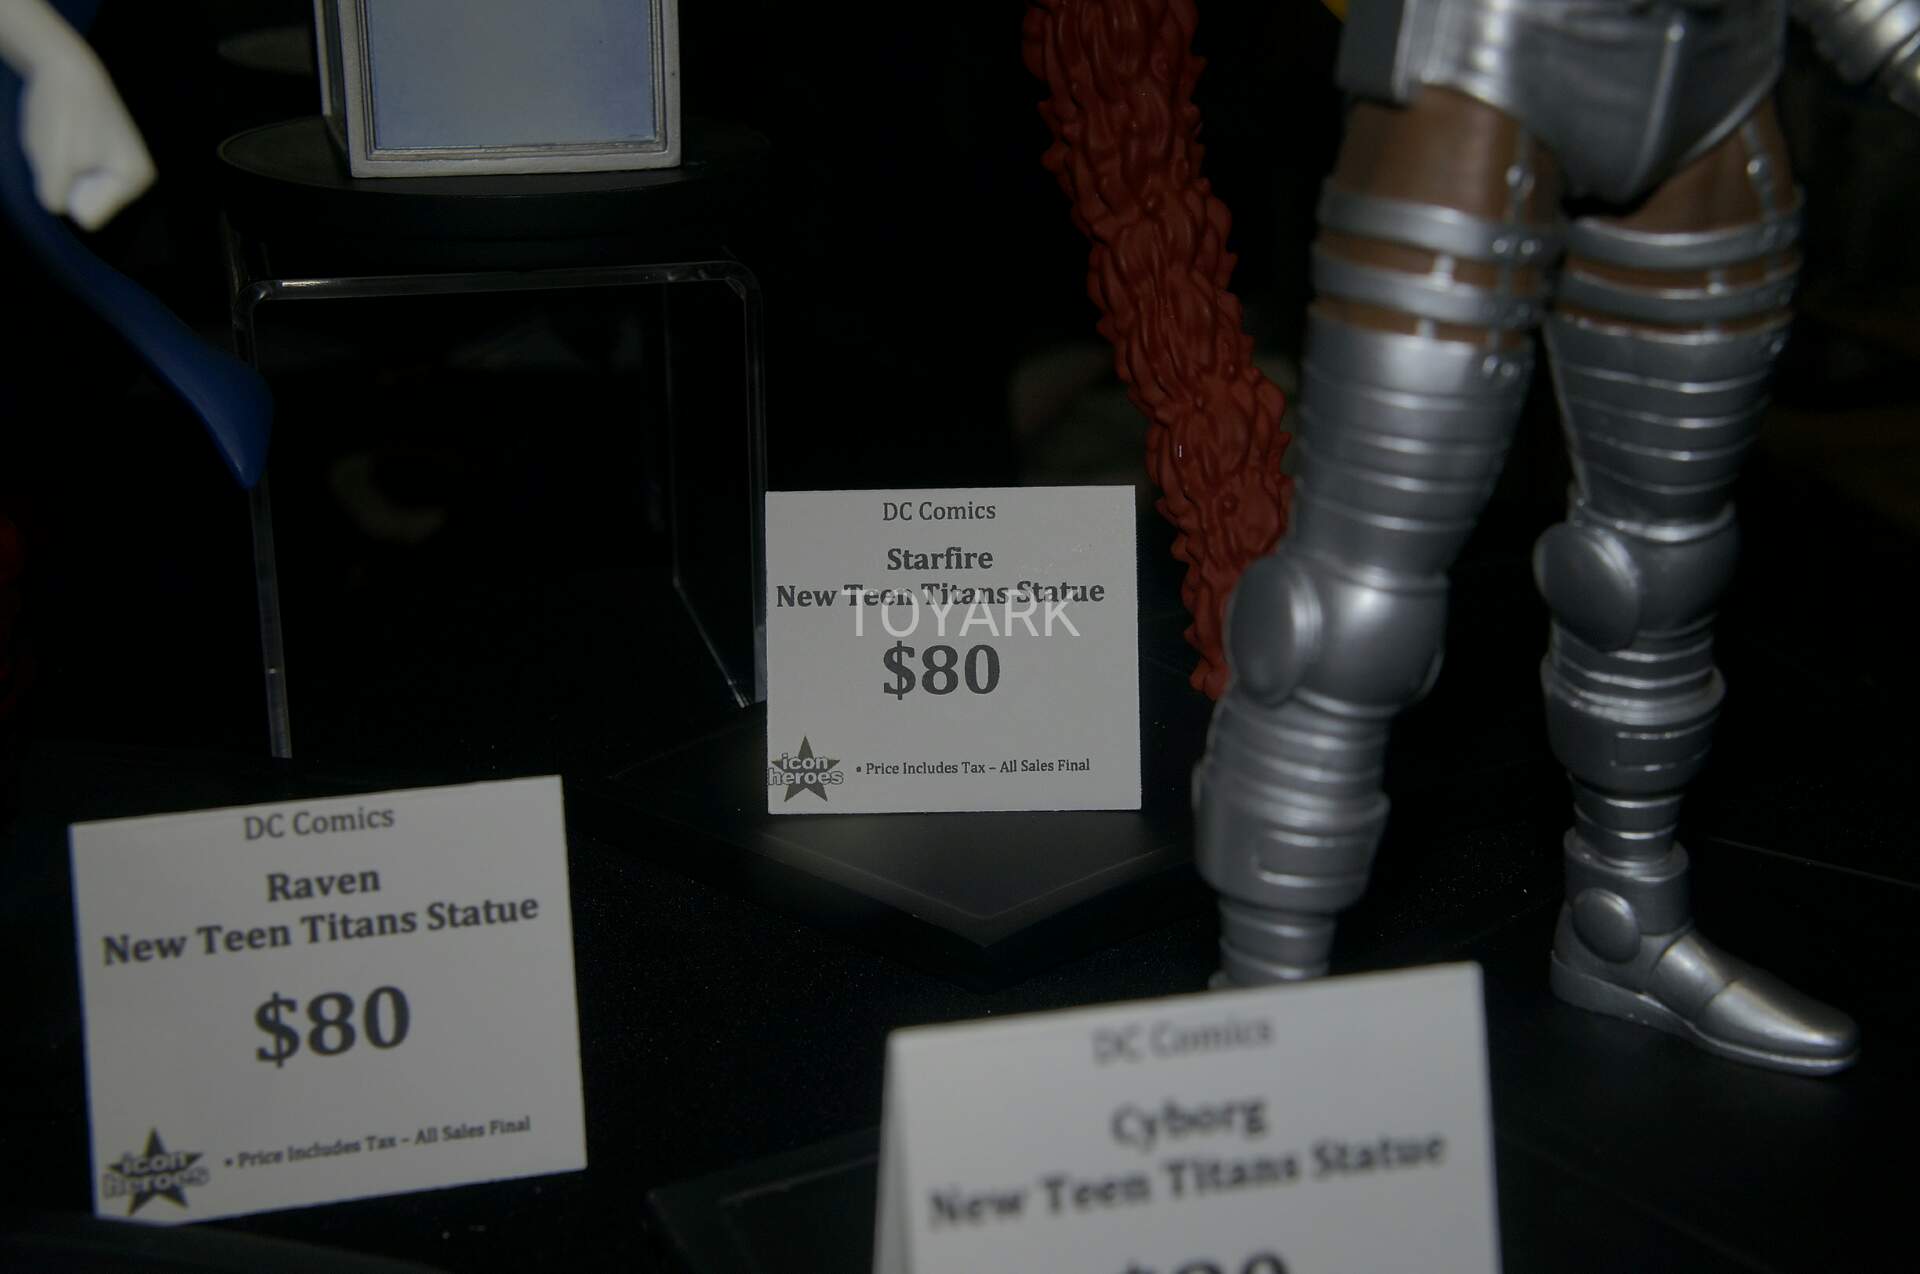 DC Comics
Starfire
New Teen Titans Statue
TOYARK
$80
icon
heroes
• Price Includes Tax – All Sales Final
DC Comics
Raven
New Teen Titans Statue
$80
icon
heroes
• Price Includes Tax – All Sales Final
DC Comics
Cyborg
New Teen Titans Statue
$80